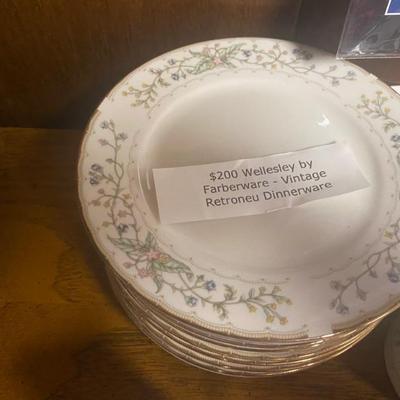 $200 Wellesley by
Farberware - Vintage
Retroneu Dinnerware